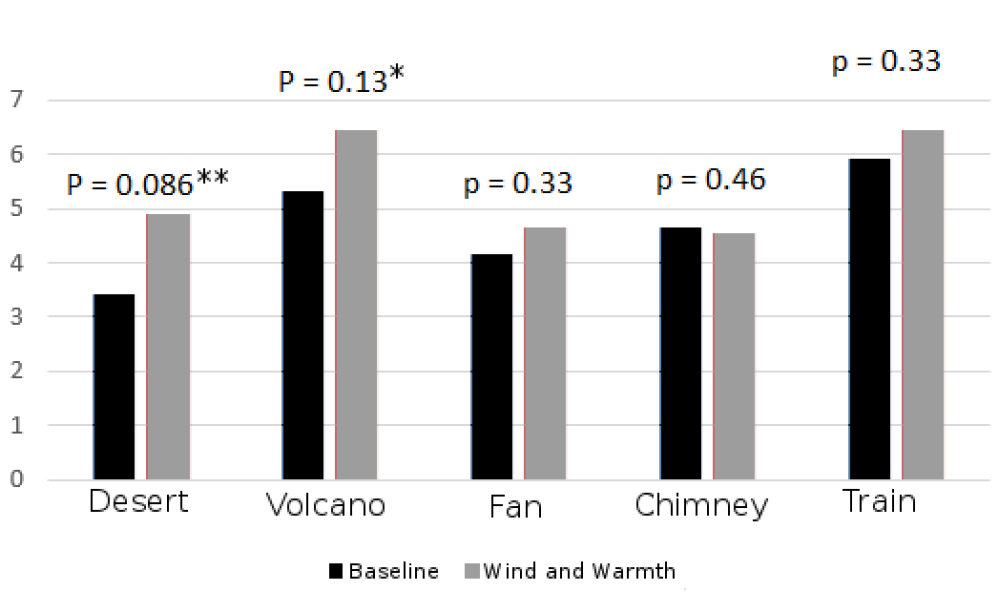 p = 0.33
P = 0.13*
7
6
P = 0.086**
p = 0.33
p = 0.46
5
4
3
2
1
0
Desert
Volcano
Fan
Chimney
Train
Baseline
Wind and Warmth